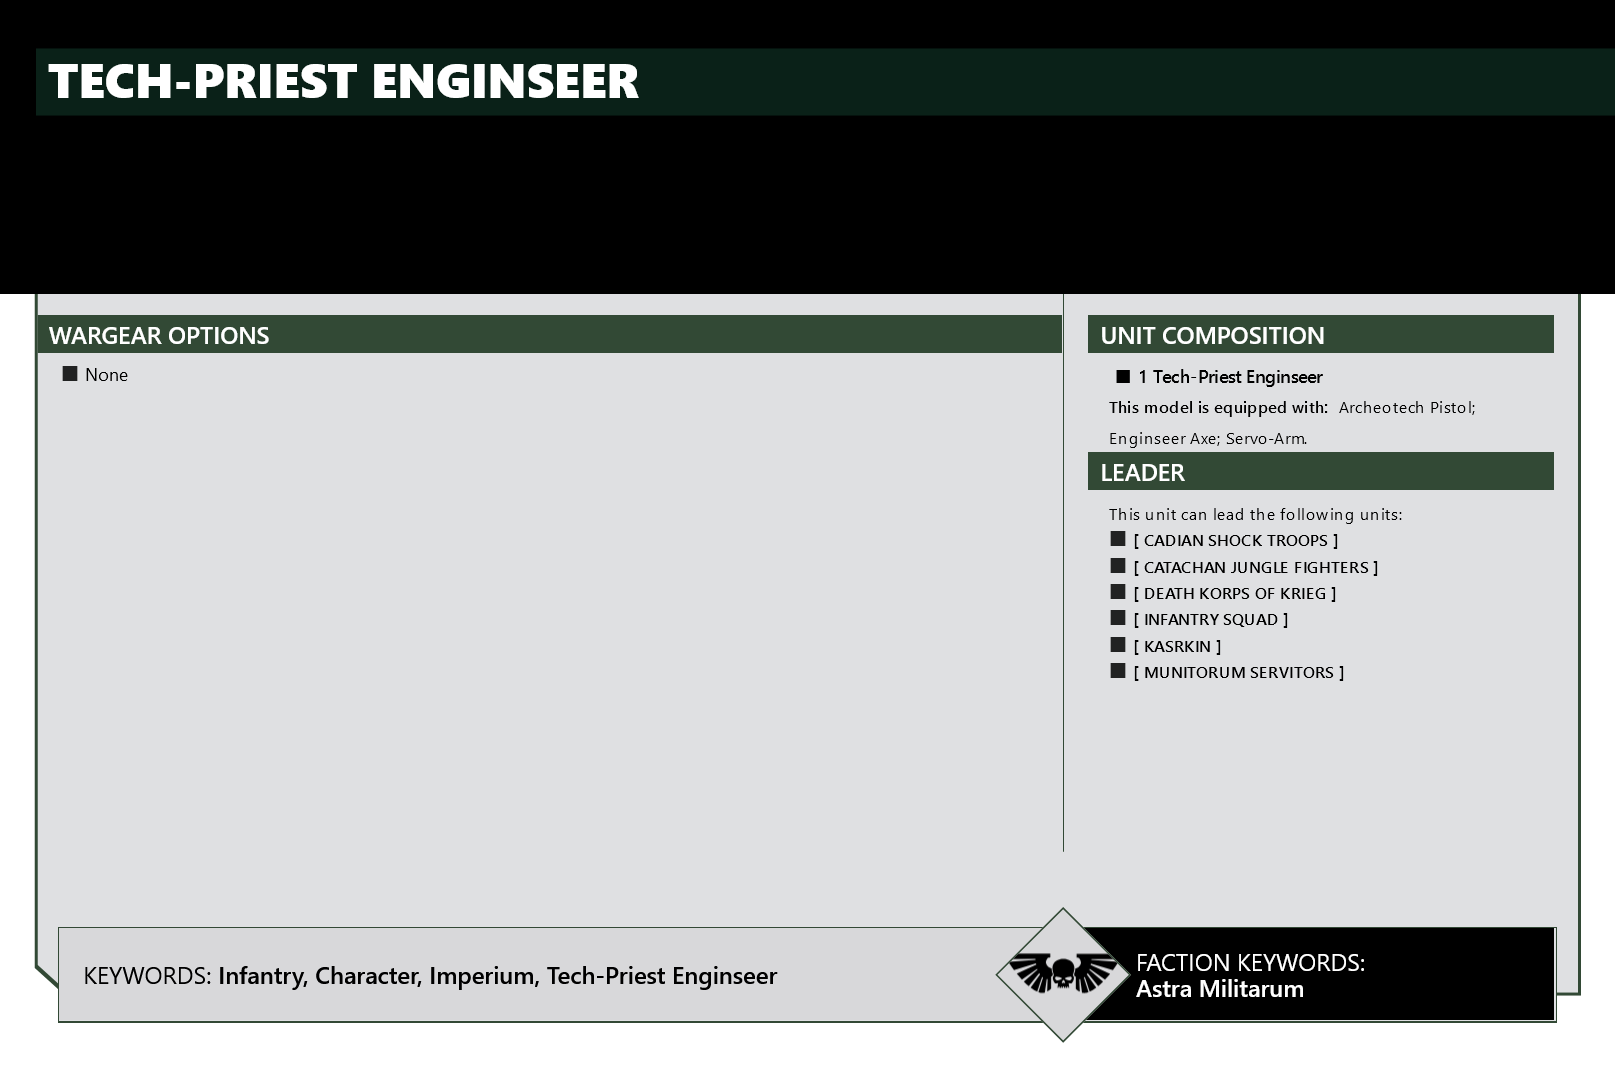 TECH-PRIEST ENGINSEER
WARGEAR OPTIONS
■ None
UNIT COMPOSITION
■ 1 Tech-Priest Enginseer
This model is equipped with: Archeotech Pistol;
Enginseer Axe; Servo-Arm.
LEADER
This unit can lead the following units:
■ [ CADIAN SHOCK TROOPS ]
■ [ CATACHAN JUNGLE FIGHTERS ]
■ [ DEATH KORPS OF KRIEG ]
■ [ INFANTRY SQUAD ]
■ [ KASRKIN ]
■ [ MUNITORUM SERVITORS ]
KEYWORDS: Infantry, Character, Imperium, Tech-Priest Enginseer
FACTION KEYWORDS:
Astra Militarum